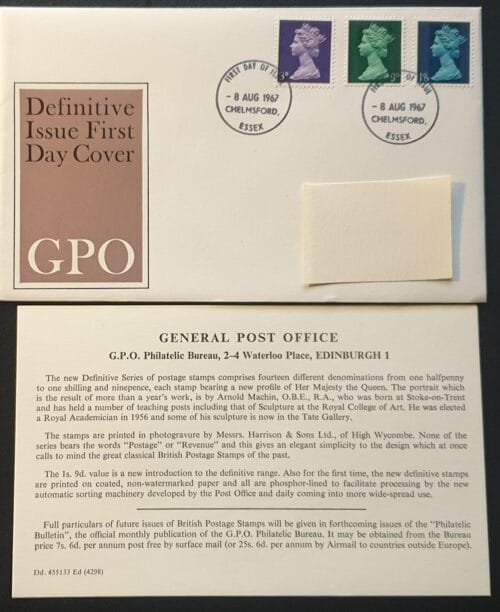 FIRST DAY OF ISSUE
- 8 AUG 1967
CHELMSFORD,
ESSEX
FIRST DAY OF ISSUE
- 8 AUG 1967
CHELMSFORD,
ESSEX
3D
9D
1/6
Definitive
Issue First
Day Cover
GPO
GENERAL POST OFFICE
G.P.O. Philatelic Bureau, 2–4 Waterloo Place, EDINBURGH 1
The new Definitive Series of postage stamps comprises fourteen different denominations from one halfpenny
to one shilling and ninepence, each stamp bearing a new profile of Her Majesty the Queen. The portrait which
is the result of more than a year's work, is by Arnold Machin, O.B.E., R.A., who was born at Stoke-on-Trent
and has held a number of teaching posts including that of Sculpture at the Royal College of Art. He was elected
a Royal Academician in 1956 and some of his sculpture is now in the Tate Gallery.
The stamps are printed in photogravure by Messrs. Harrison & Sons Ltd., of High Wycombe. None of the
series bears the words "Postage" or "Revenue" and this gives an elegant simplicity to the design which at once
calls to mind the great classical British Postage Stamps of the past.
The 1s. 9d. value is a new introduction to the definitive range. Also for the first time, the new definitive stamps
are printed on coated, non-watermarked paper and all are phosphor-lined to facilitate processing by the new
automatic sorting machinery developed by the Post Office and daily coming into more wide-spread use.
Full particulars of future issues of British Postage Stamps will be given in forthcoming issues of the "Philatelic
Bulletin", the official monthly publication of the G.P.O. Philatelic Bureau. It may be obtained from the Bureau
price 7s. 6d. per annum post free by surface mail (or 25s. 6d. per annum by Airmail to countries outside Europe).
Dd. 455133 Ed (4298)